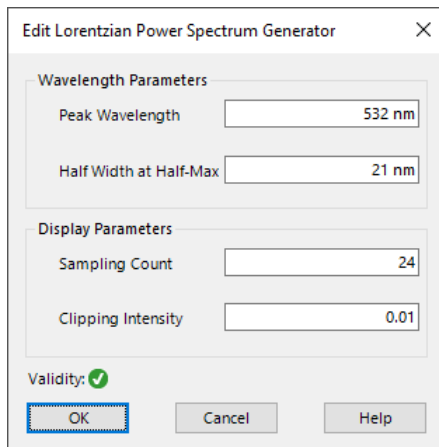 Edit Lorentzian Power Spectrum Generator
Wavelength Parameters
Peak Wavelength 532 nm
Half Width at Half-Max 21 nm
Display Parameters
Sampling Count 24
Clipping Intensity 0.01
Validity:
OK Cancel Help